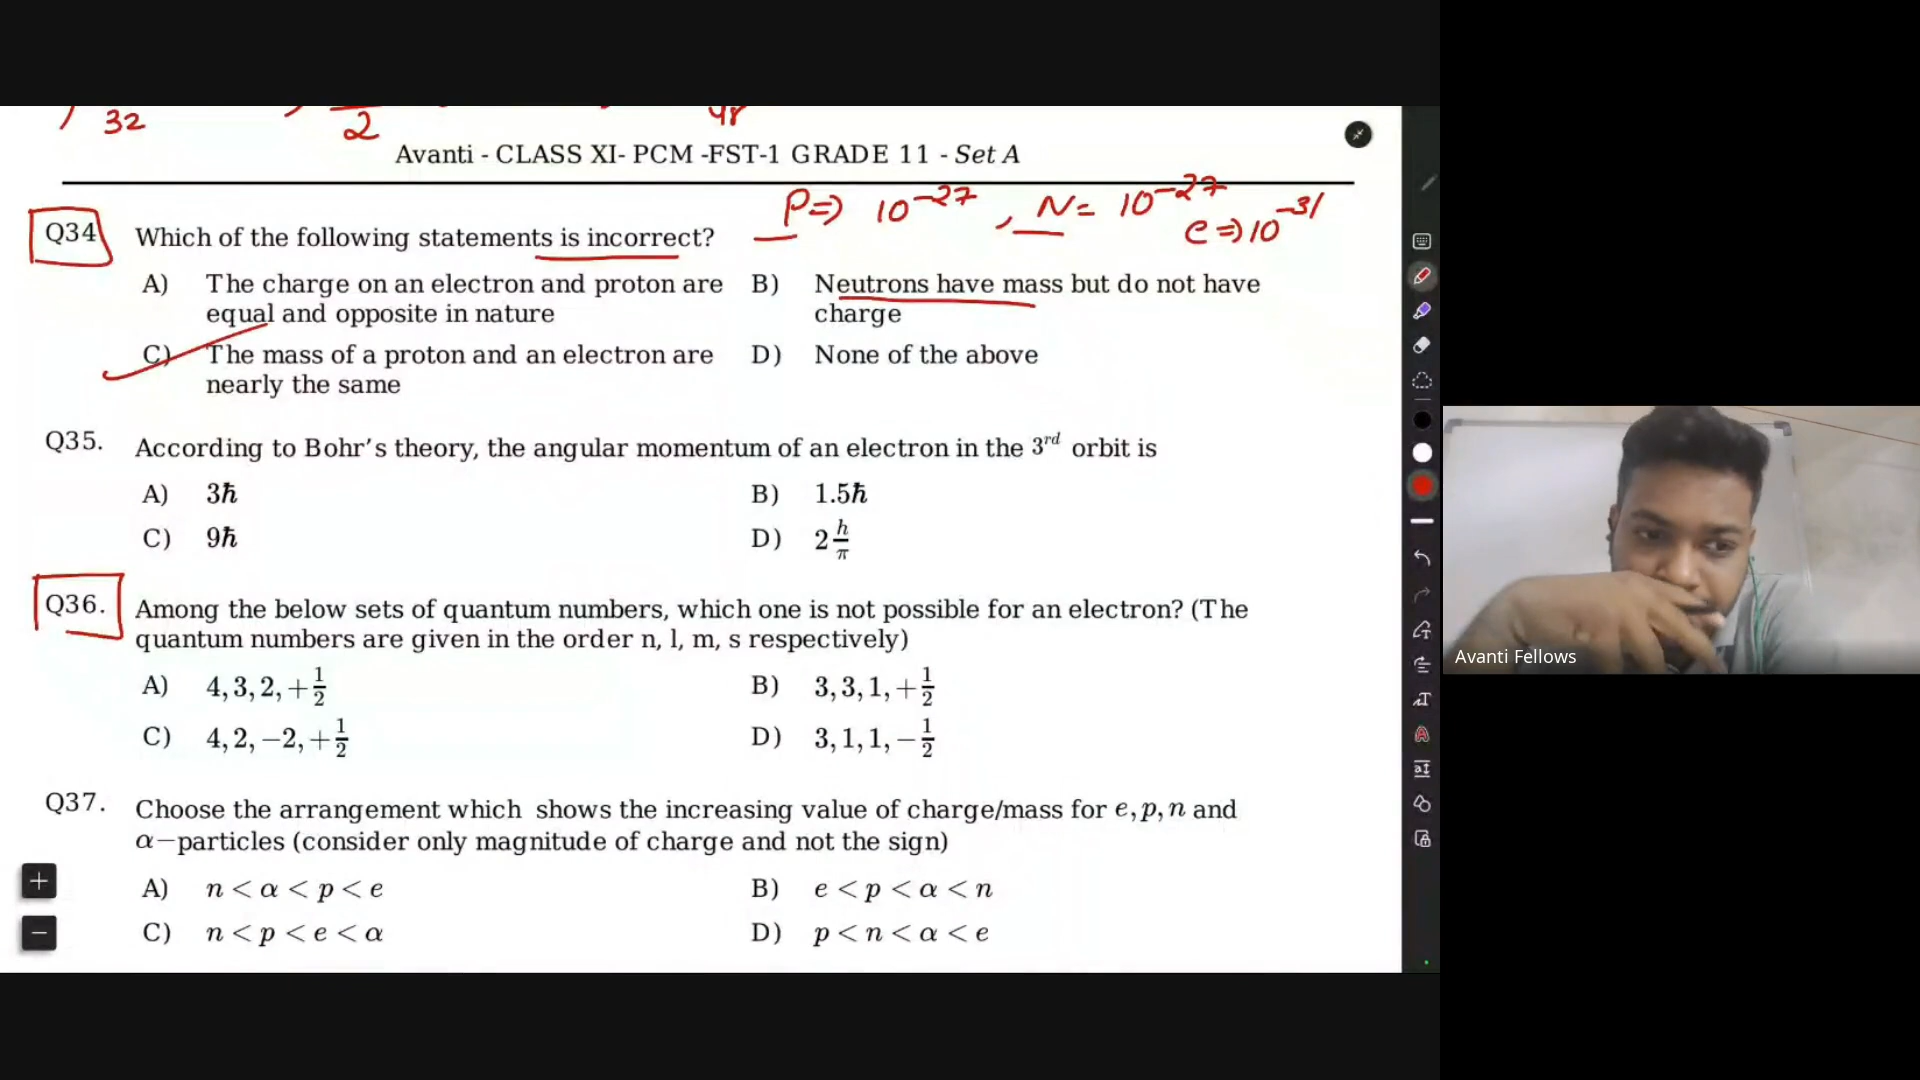 32
2
48
Avanti - CLASS XI- PCM -FST-1 GRADE 11 - Set A
P⇒ 10⁻²⁷ , N= 10⁻²⁷
e⇒10⁻³¹
Q34 Which of the following statements is incorrect?
A) The charge on an electron and proton are equal and opposite in nature
B) Neutrons have mass but do not have charge
C) The mass of a proton and an electron are nearly the same
D) None of the above
Q35. According to Bohr’s theory, the angular momentum of an electron in the 3ʳᵈ orbit is
A) 3ħ
B) 1.5ħ
C) 9ħ
D) 2 h/π
Q36. Among the below sets of quantum numbers, which one is not possible for an electron? (The
quantum numbers are given in the order n, l, m, s respectively)
A) 4, 3, 2, +1/2
B) 3, 3, 1, +1/2
C) 4, 2, −2, +1/2
D) 3, 1, 1, −1/2
Q37. Choose the arrangement which shows the increasing value of charge/mass for e, p, n and
α−particles (consider only magnitude of charge and not the sign)
A) n < α < p < e
B) e < p < α < n
C) n < p < e < α
D) p < n < α < e
Avanti Fellows